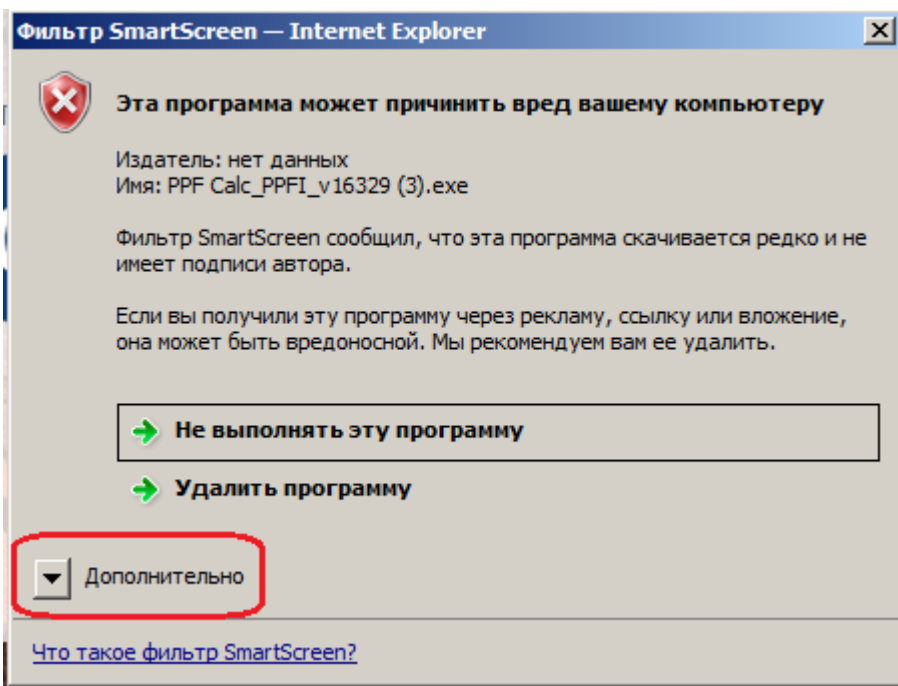 Фильтр SmartScreen — Internet Explorer
Эта программа может причинить вред вашему компьютеру
Издатель: нет данных
Имя: PPF Calc_PPFI_v16329 (3).exe
Фильтр SmartScreen сообщил, что эта программа скачивается редко и не
имеет подписи автора.
Если вы получили эту программу через рекламу, ссылку или вложение,
она может быть вредоносной. Мы рекомендуем вам ее удалить.
Не выполнять эту программу
Удалить программу
Дополнительно
Что такое фильтр SmartScreen?